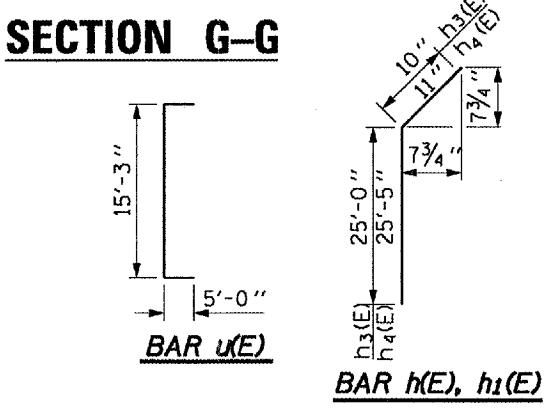 SECTION G–G
15'-3"
5'-0"
BAR u(E)
10" h3(E)
11" h4(E)
7¾"
7¾"
25'-0" h3(E)
25'-5" h4(E)
BAR h(E), h1(E)